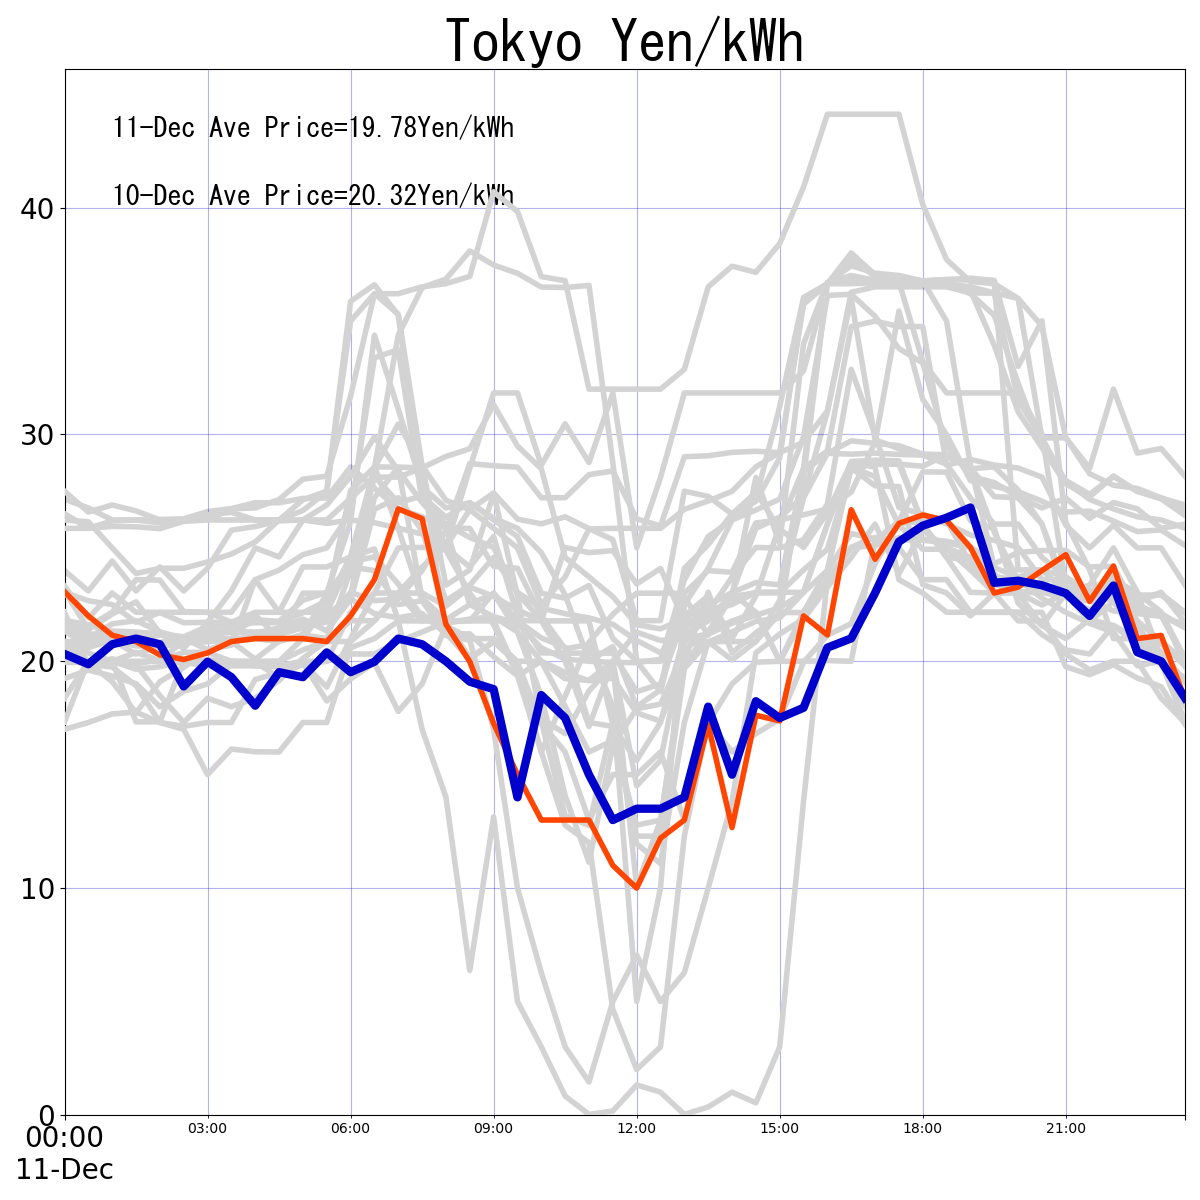 Tokyo Yen/kWh
11-Dec Ave Price=19.78Yen/kWh
10-Dec Ave Price=20.32Yen/kWh
40
30
20
10
0
00:00 03:00 06:00 09:00 12:00 15:00 18:00 21:00
11-Dec